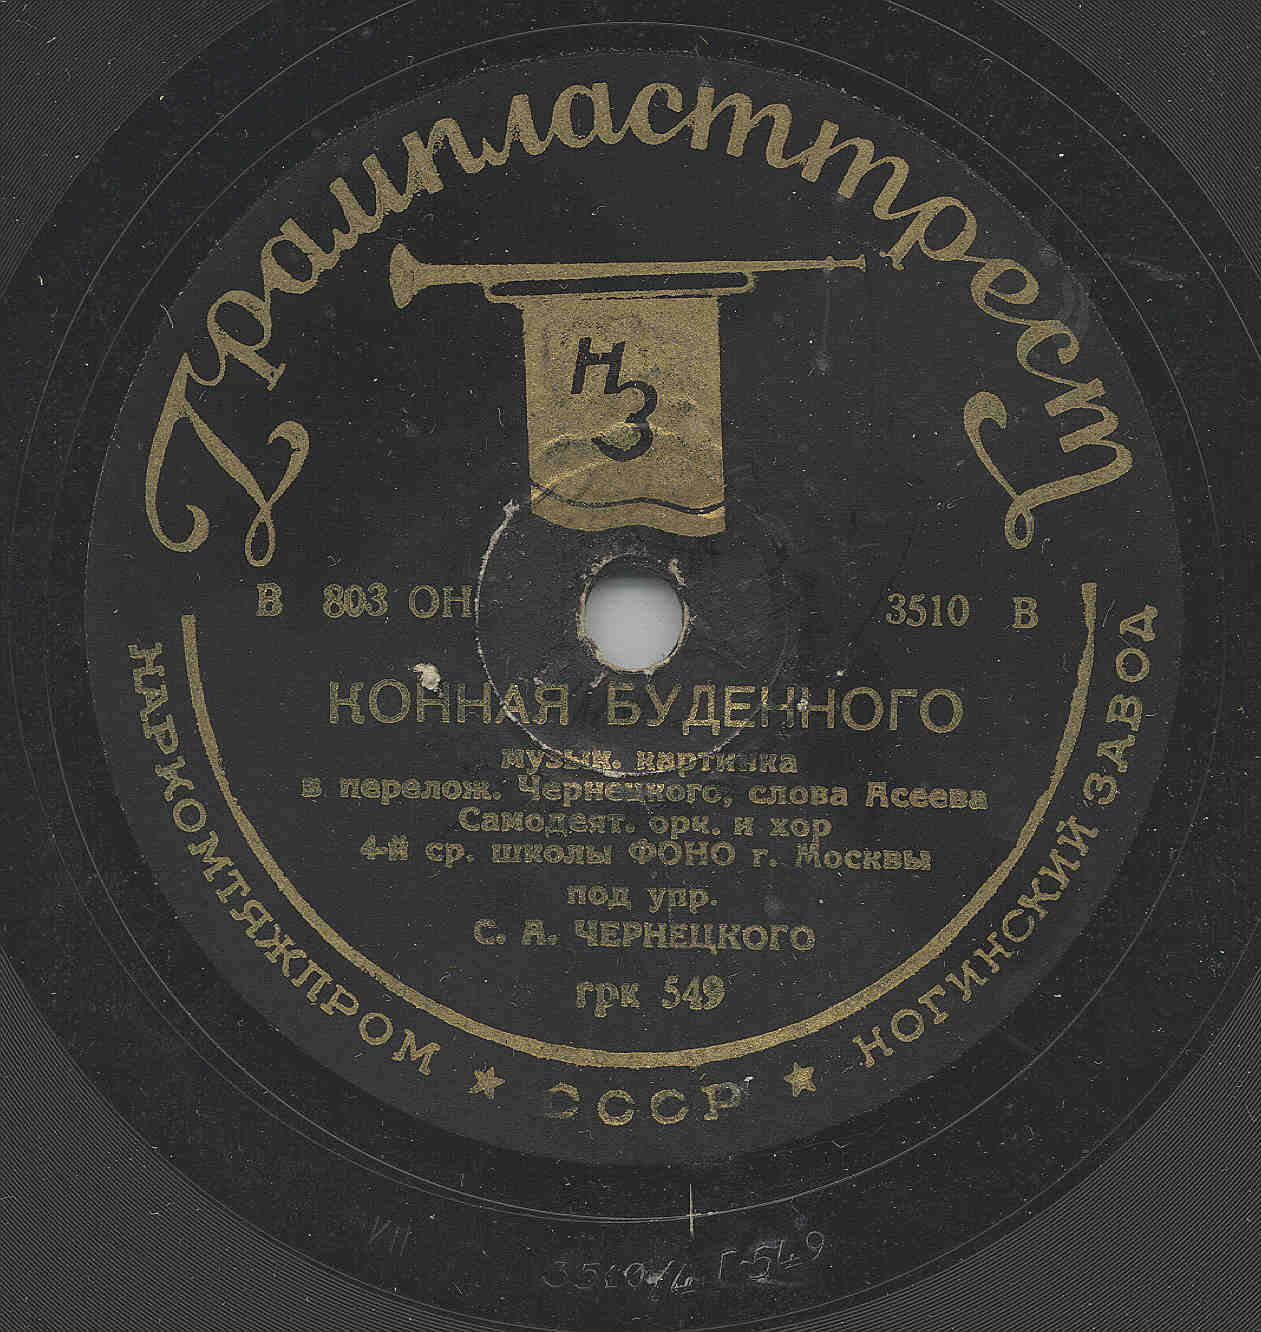 Грампласттрест
НЗ
В 803 ОН 3510 В
КОННАЯ БУДЕННОГО
музык. картинка
в перелож. Чернецкого, слова Асеева
Самодеят. орк. и хор
4-й ср. школы ФОНО г. Москвы
под упр.
С. А. ЧЕРНЕЦКОГО
грк 549
НАРКОМТЯЖПРОМ ★ СССР ★ НОГИНСКИЙ ЗАВОД
Г-549